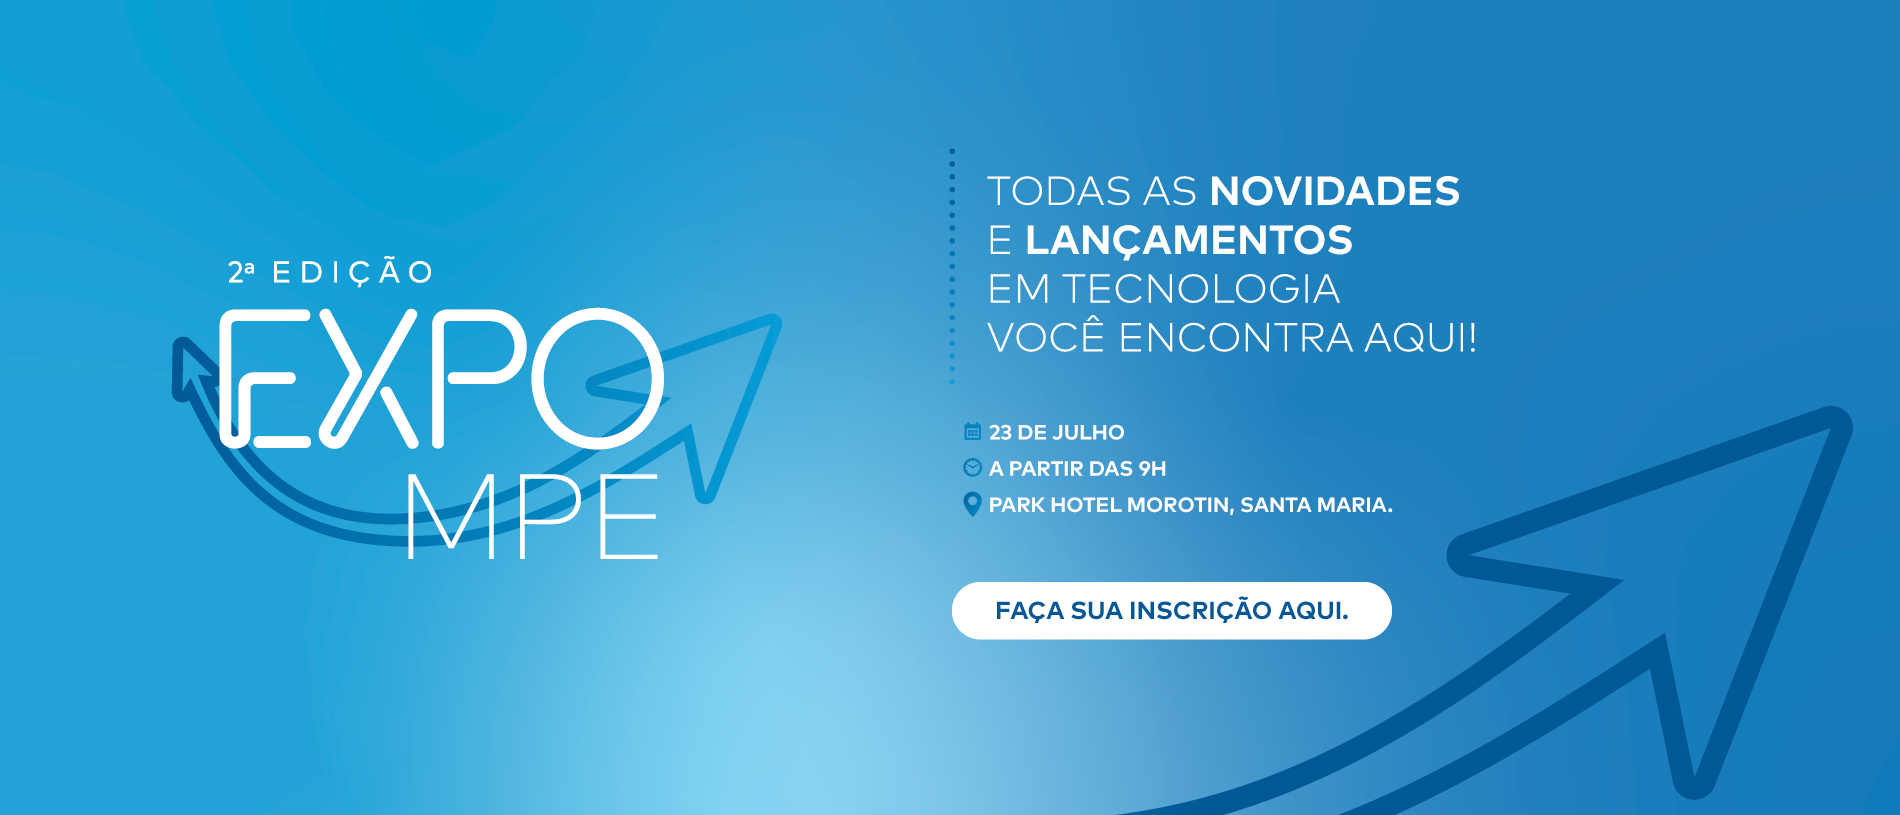 2ª EDIÇÃO
EXPO
MPE
TODAS AS NOVIDADES
E LANÇAMENTOS
EM TECNOLOGIA
VOCÊ ENCONTRA AQUI!
23 DE JULHO
A PARTIR DAS 9H
PARK HOTEL MOROTIN, SANTA MARIA.
FAÇA SUA INSCRIÇÃO AQUI.